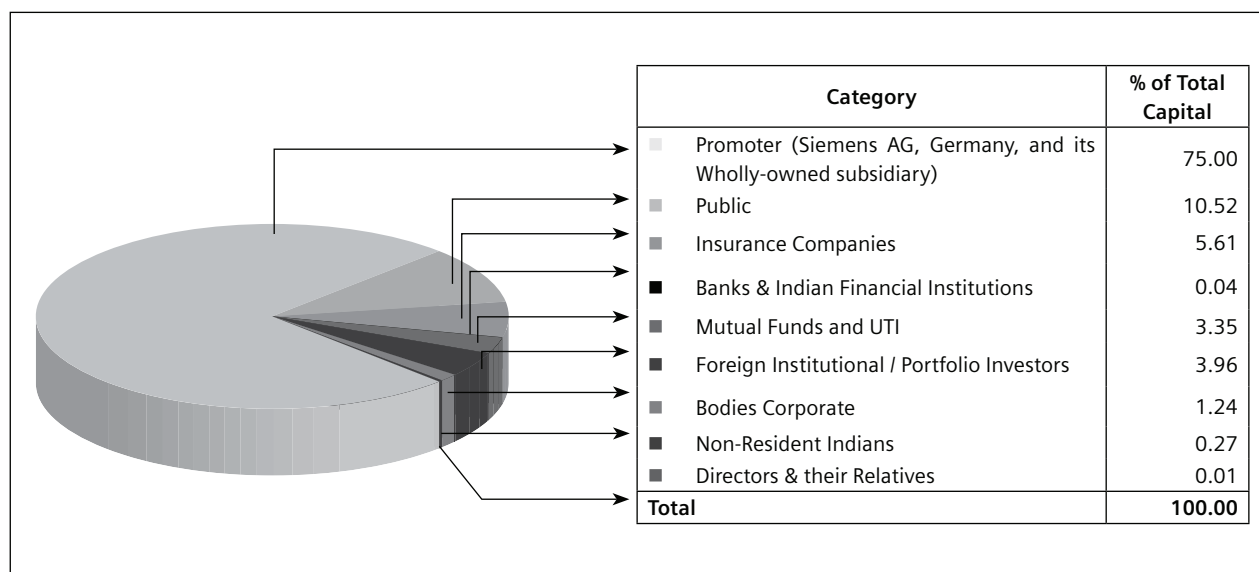 Category % of Total Capital
Promoter (Siemens AG, Germany, and its
Wholly-owned subsidiary) 75.00
Public 10.52
Insurance Companies 5.61
Banks & Indian Financial Institutions 0.04
Mutual Funds and UTI 3.35
Foreign Institutional / Portfolio Investors 3.96
Bodies Corporate 1.24
Non-Resident Indians 0.27
Directors & their Relatives 0.01
Total 100.00